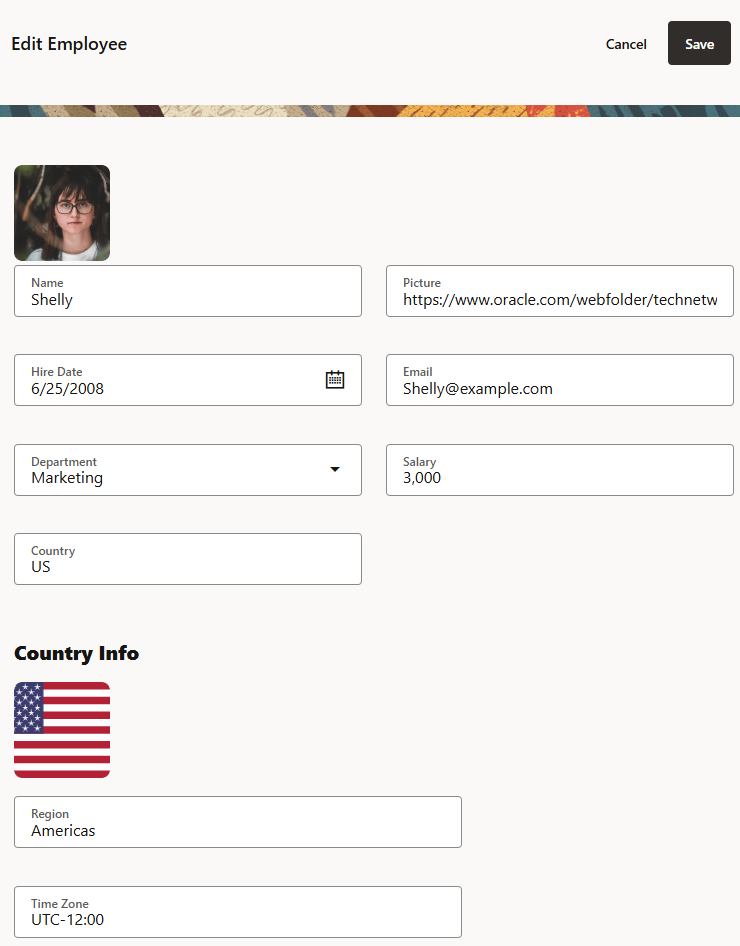 Edit Employee
Cancel
Save
Name
Shelly
Picture
https://www.oracle.com/webfolder/technetw
Hire Date
6/25/2008
Email
Shelly@example.com
Department
Marketing
Salary
3,000
Country
US
Country Info
Region
Americas
Time Zone
UTC-12:00